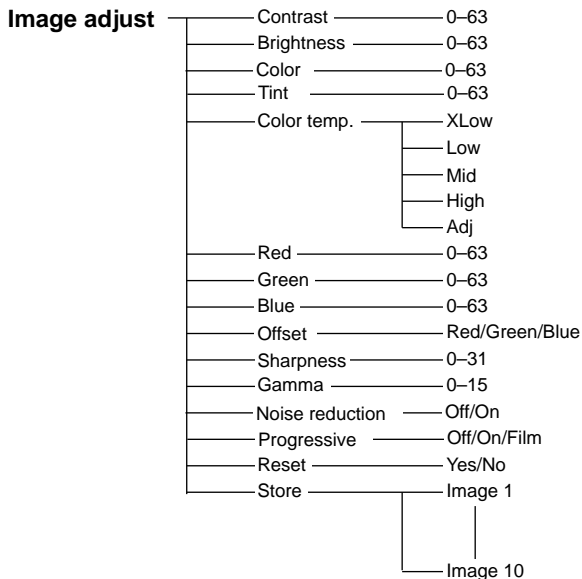 Image adjust Contrast 0–63
Brightness 0–63
Color 0–63
Tint 0–63
Color temp. XLow
Low
Mid
High
Adj
Red 0–63
Green 0–63
Blue 0–63
Offset Red/Green/Blue
Sharpness 0–31
Gamma 0–15
Noise reduction Off/On
Progressive Off/On/Film
Reset Yes/No
Store Image 1
Image 10